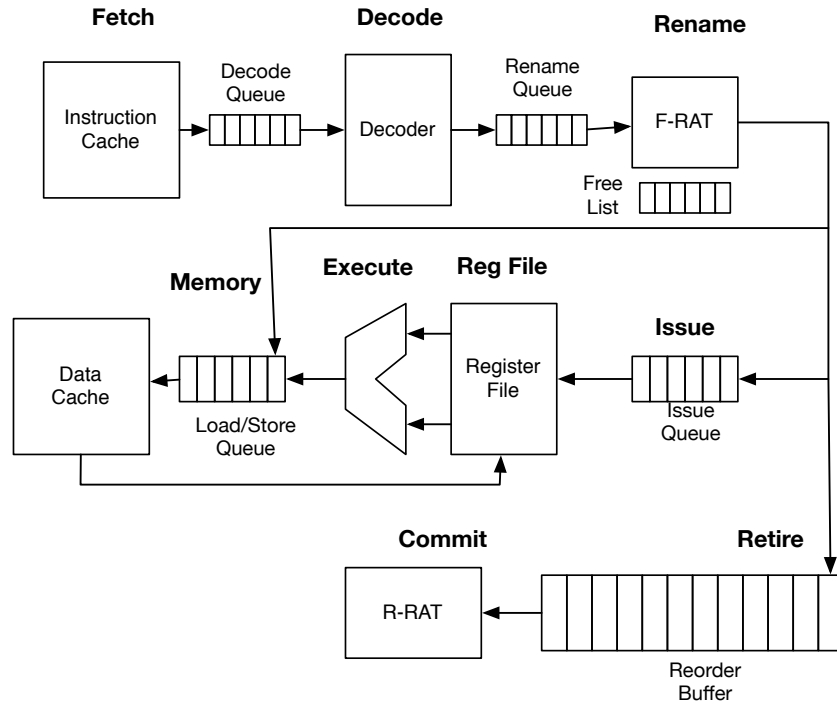 Fetch
Decode
Rename
Instruction
Cache
Decode
Queue
Decoder
Rename
Queue
F-RAT
Free
List
Memory
Execute
Reg File
Issue
Data
Cache
Load/Store
Queue
Register
File
Issue
Queue
Commit
Retire
R-RAT
Reorder
Buffer